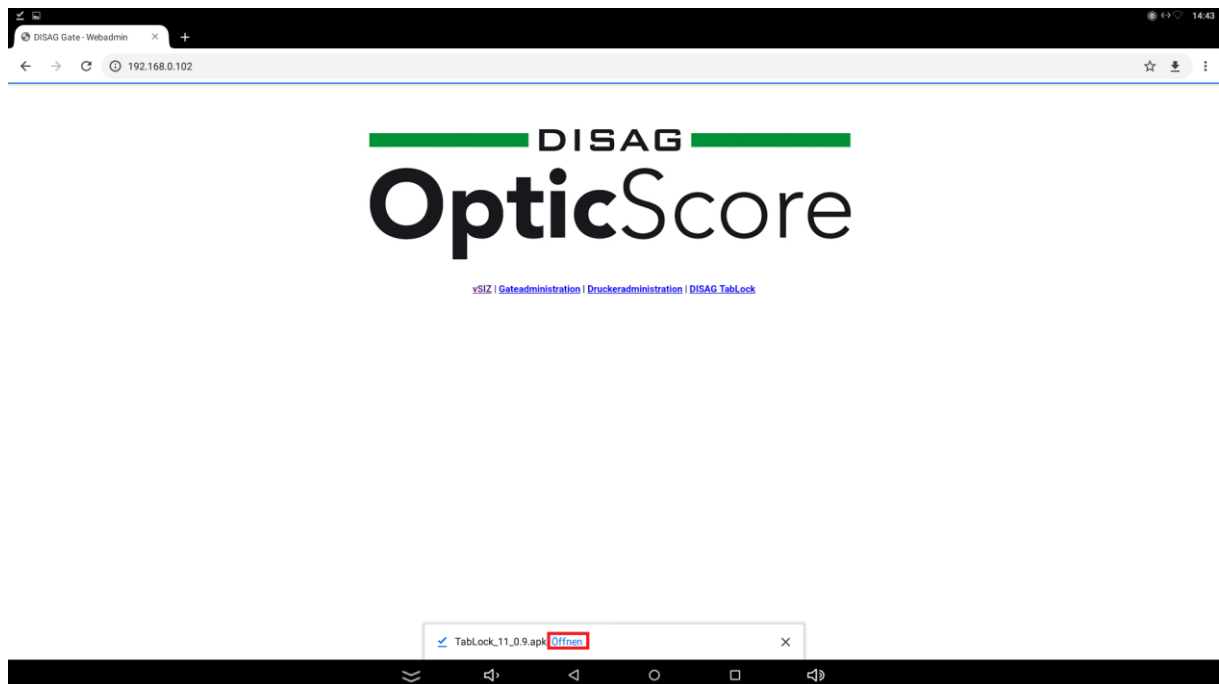 14:43
DISAG Gate - Webadmin
192.168.0.102
DISAG
OpticScore
vSIZ | Gateadministration | Druckeradministration | DISAG TabLock
TabLock_11_0.9.apk Öffnen